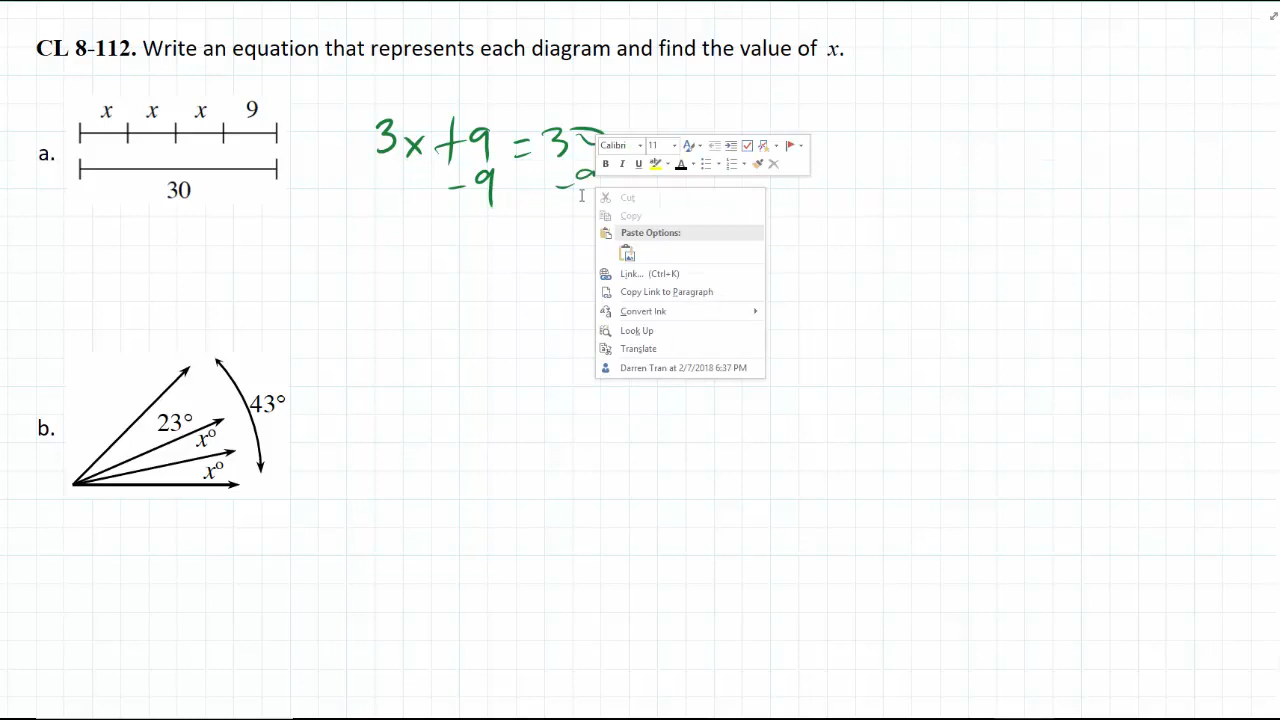 CL 8-112. Write an equation that represents each diagram and find the value of x.
x x x 9
a.
30
3x + 9 = 30
-9 -9
Calibri 11
B I U A
Cut
Copy
Paste Options:
Link... (Ctrl+K)
Copy Link to Paragraph
Convert Ink
Look Up
Translate
Darren Tran at 2/7/2018 6:37 PM
b.
43°
23°
x°
x°